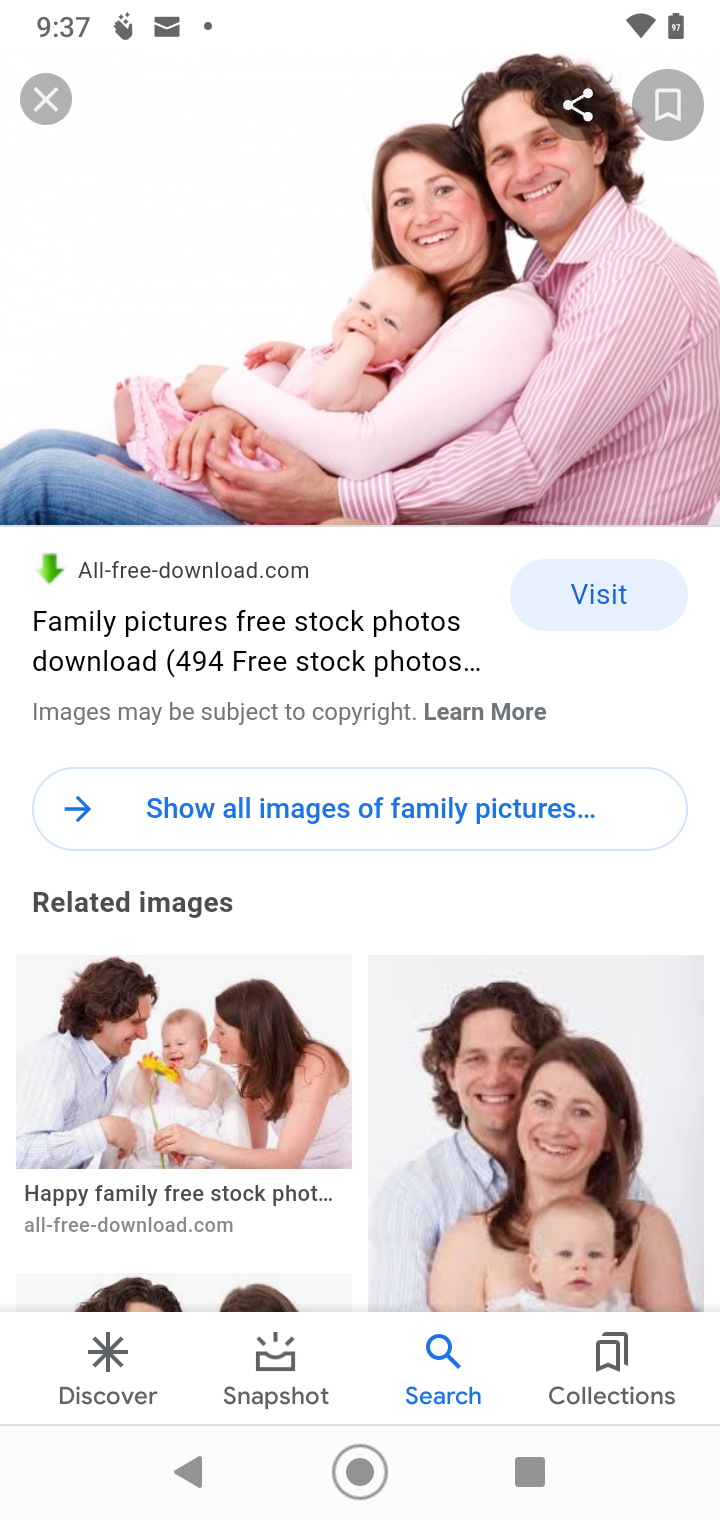 9:37
97
All-free-download.com
Visit
Family pictures free stock photos
download (494 Free stock photos…
Images may be subject to copyright. Learn More
Show all images of family pictures…
Related images
Happy family free stock phot…
all-free-download.com
Discover
Snapshot
Search
Collections